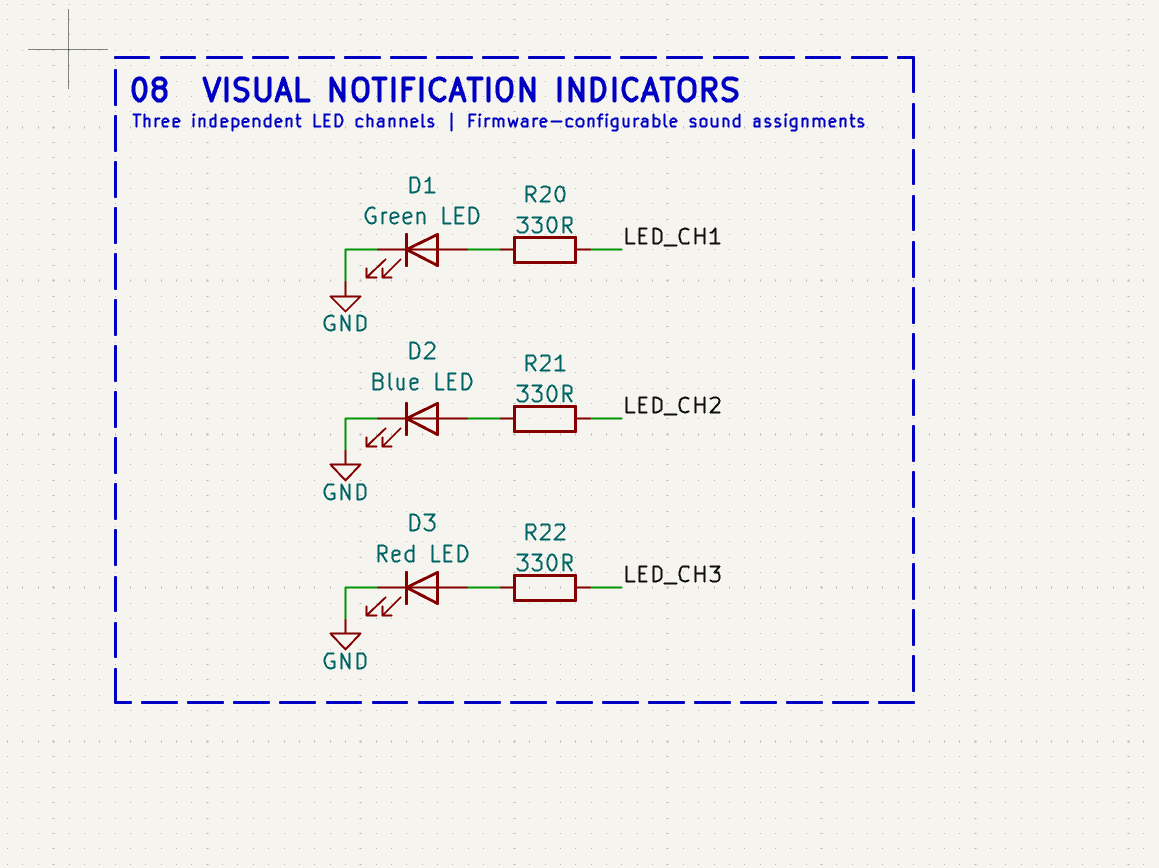 08 VISUAL NOTIFICATION INDICATORS
Three independent LED channels | Firmware-configurable sound assignments
D1
Green LED
R20
330R
LED_CH1
GND
D2
Blue LED
R21
330R
LED_CH2
GND
D3
Red LED
R22
330R
LED_CH3
GND